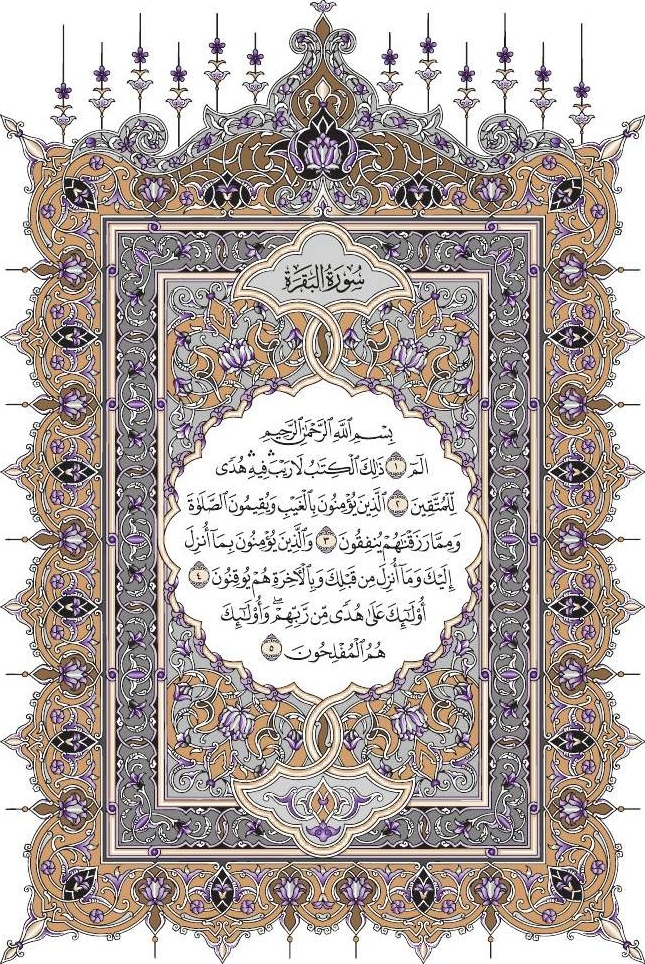 سُورَةُ البَقَرَةِ
بِسۡمِ ٱللَّهِ ٱلرَّحۡمَٰنِ ٱلرَّحِيمِ
الٓمٓ ١ ذَٰلِكَ ٱلۡكِتَٰبُ لَا رَيۡبَۛ فِيهِۛ هُدٗى
لِّلۡمُتَّقِينَ ٢ ٱلَّذِينَ يُؤۡمِنُونَ بِٱلۡغَيۡبِ وَيُقِيمُونَ ٱلصَّلَوٰةَ
وَمِمَّا رَزَقۡنَٰهُمۡ يُنفِقُونَ ٣ وَٱلَّذِينَ يُؤۡمِنُونَ بِمَآ أُنزِلَ
إِلَيۡكَ وَمَآ أُنزِلَ مِن قَبۡلِكَ وَبِٱلۡأٓخِرَةِ هُمۡ يُوقِنُونَ ٤
أُوْلَٰٓئِكَ عَلَىٰ هُدٗى مِّن رَّبِّهِمۡۖ وَأُوْلَٰٓئِكَ
هُمُ ٱلۡمُفۡلِحُونَ ٥